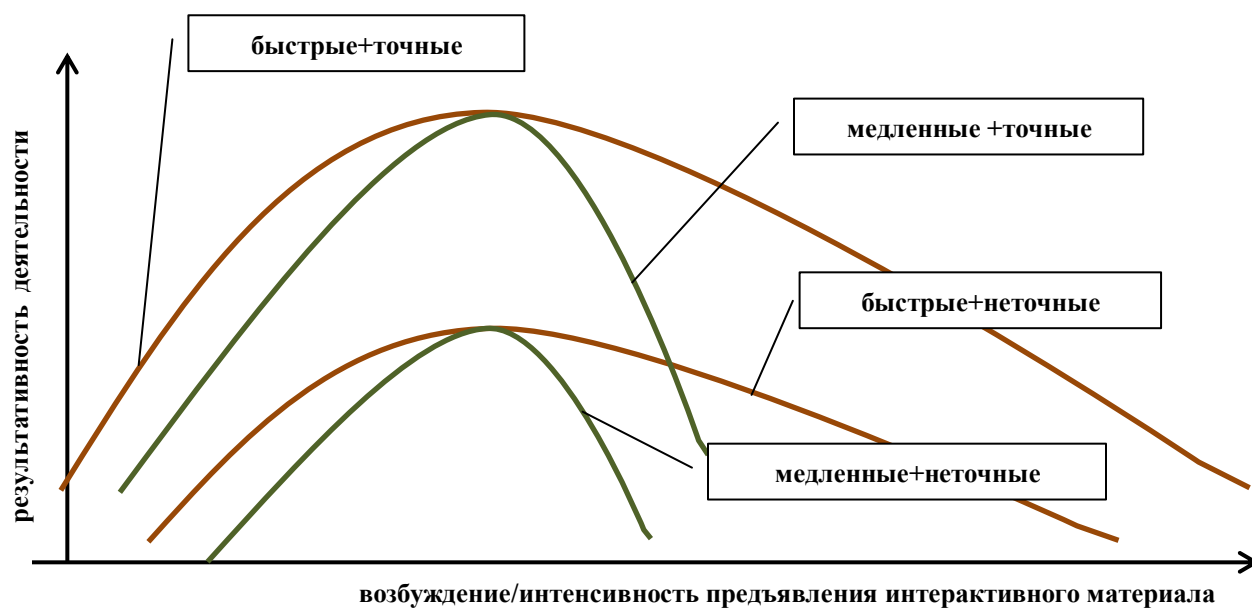 быстрые+точные
медленные +точные
результативность деятельности
быстрые+неточные
медленные+неточные
возбуждение/интенсивность предъявления интерактивного материала